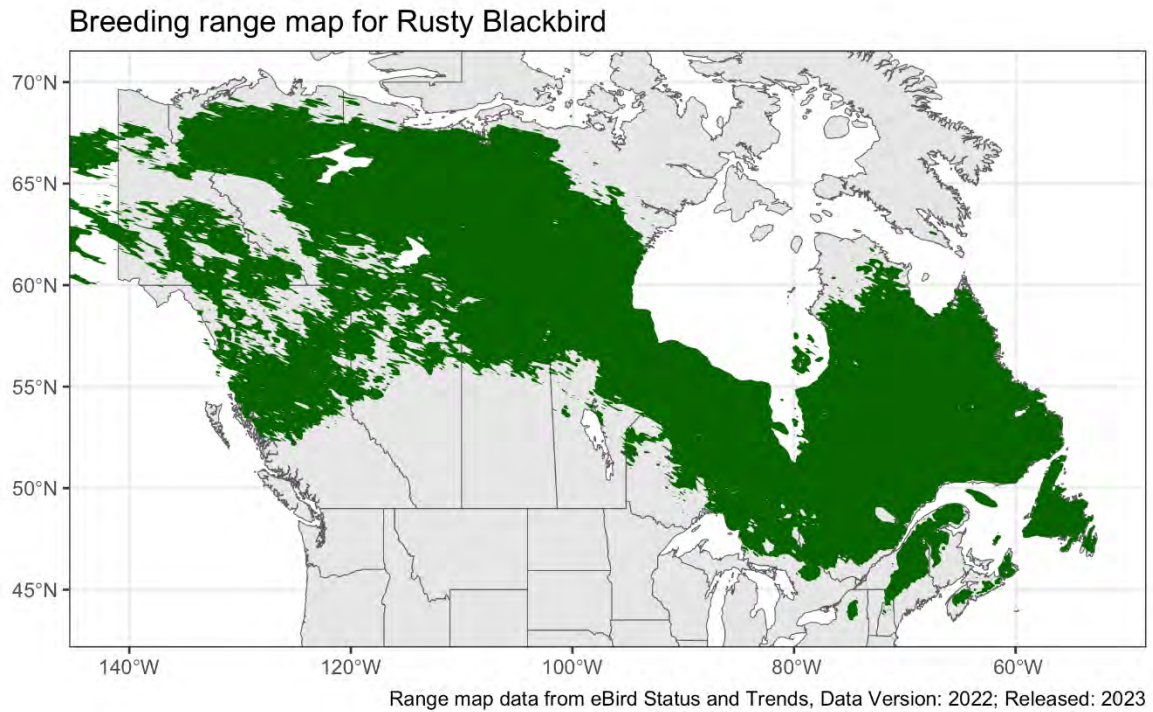 Breeding range map for Rusty Blackbird
70°N
65°N
60°N
55°N
50°N
45°N
140°W
120°W
100°W
80°W
60°W
Range map data from eBird Status and Trends, Data Version: 2022; Released: 2023